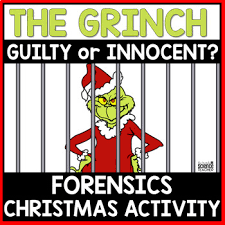 THE GRINCH
GUILTY or INNOCENT?
FORENSICS
CHRISTMAS ACTIVITY